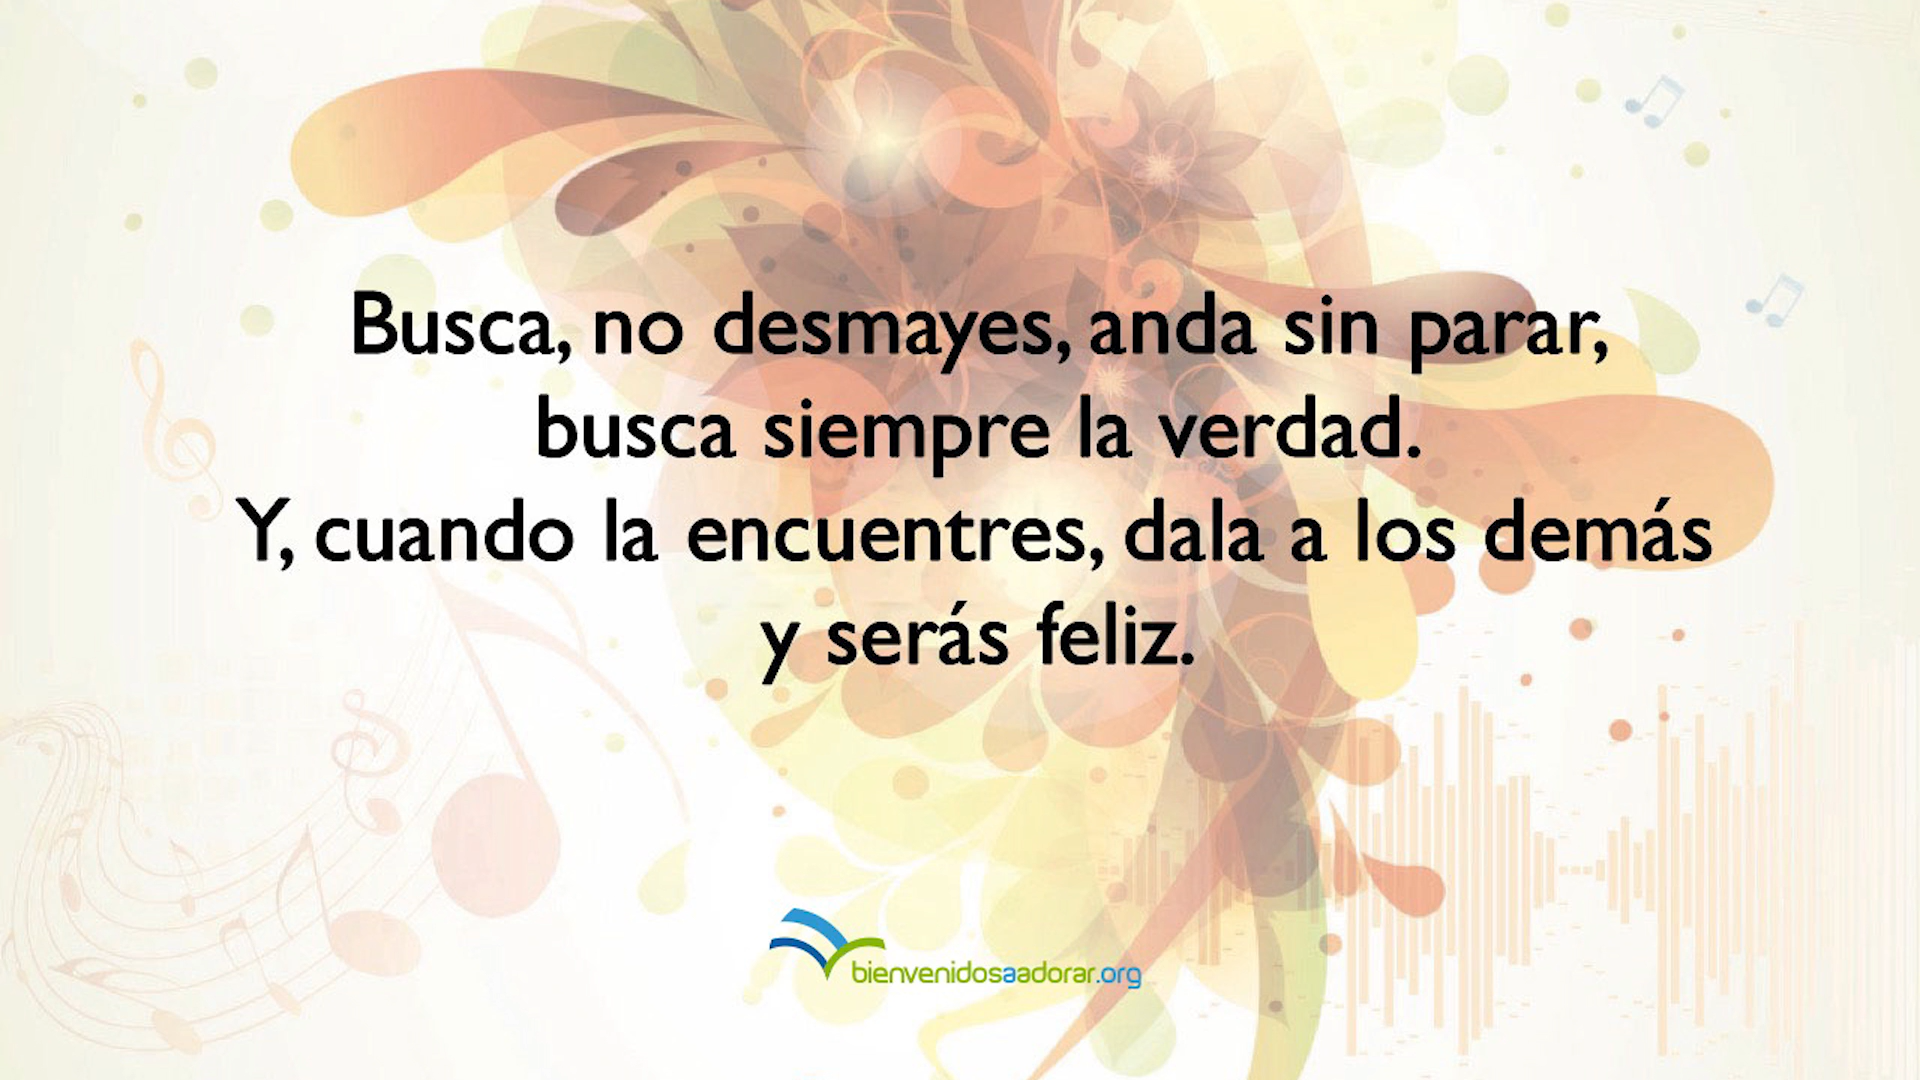 Busca, no desmayes, anda sin parar,
busca siempre la verdad.
Y, cuando la encuentres, dala a los demás
y serás feliz.
bienvenidosaadorar.org